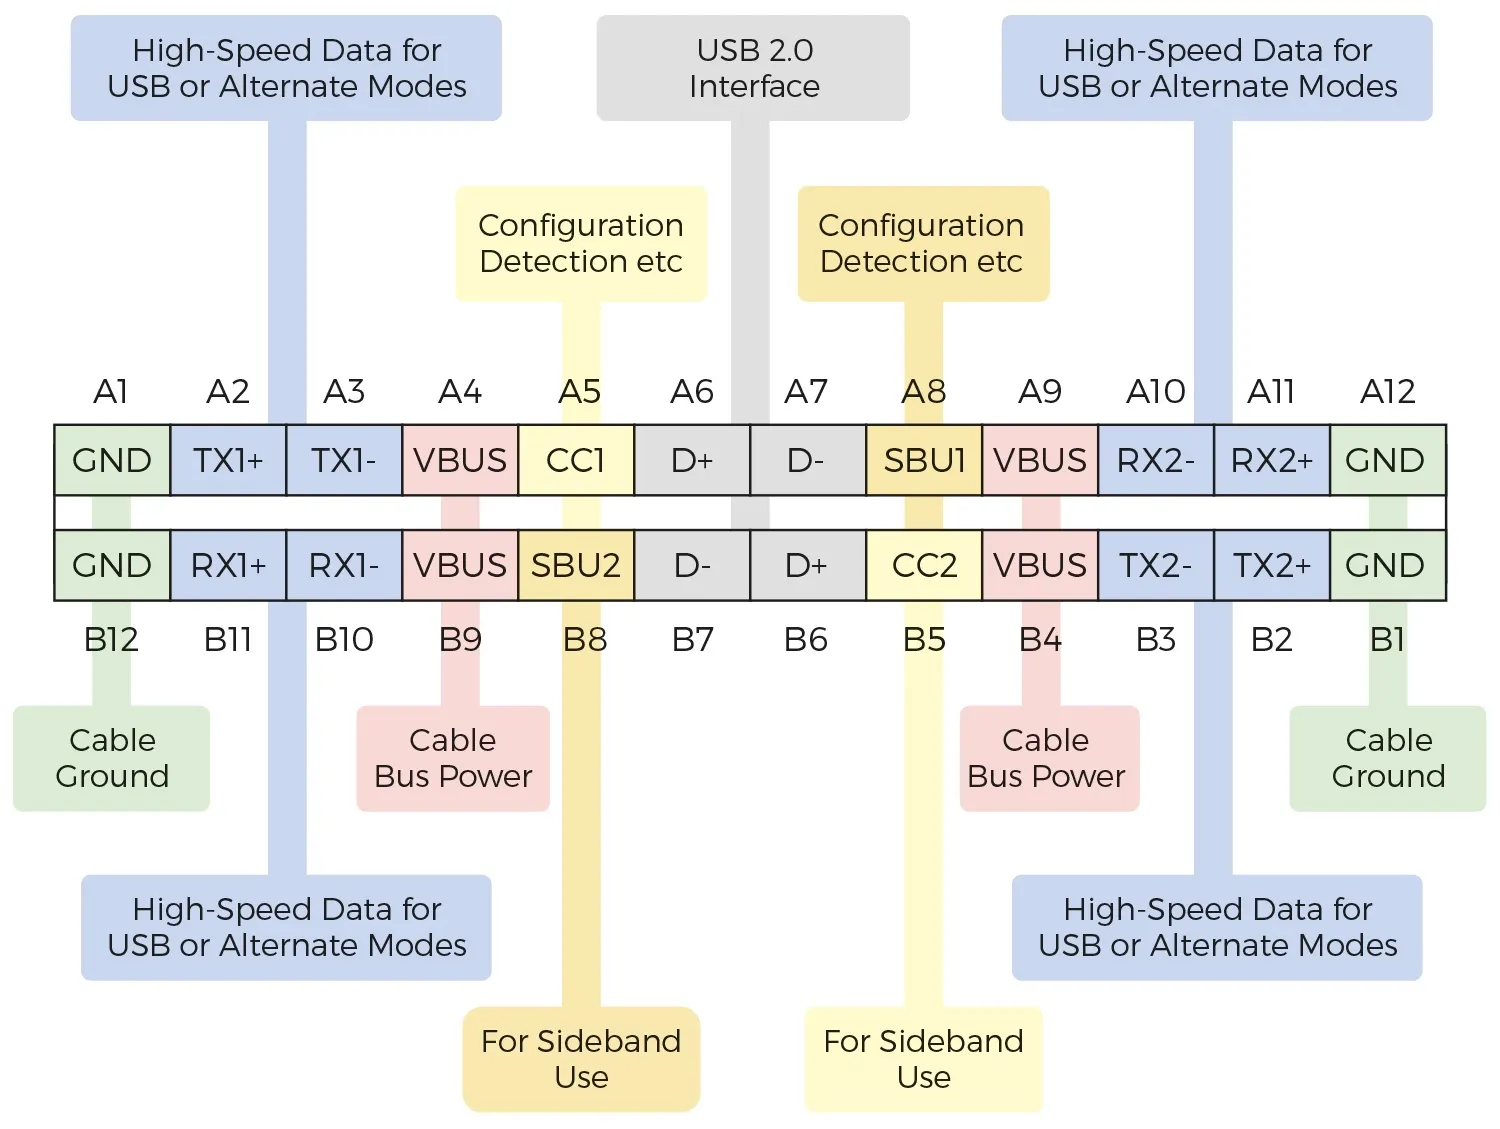 High-Speed Data for
USB or Alternate Modes
USB 2.0
Interface
High-Speed Data for
USB or Alternate Modes
Configuration
Detection etc
Configuration
Detection etc
A1 A2 A3 A4 A5 A6 A7 A8 A9 A10 A11 A12
GND TX1+ TX1- VBUS CC1 D+ D- SBU1 VBUS RX2- RX2+ GND
GND RX1+ RX1- VBUS SBU2 D- D+ CC2 VBUS TX2- TX2+ GND
B12 B11 B10 B9 B8 B7 B6 B5 B4 B3 B2 B1
Cable
Ground
Cable
Bus Power
Cable
Bus Power
Cable
Ground
High-Speed Data for
USB or Alternate Modes
High-Speed Data for
USB or Alternate Modes
For Sideband
Use
For Sideband
Use